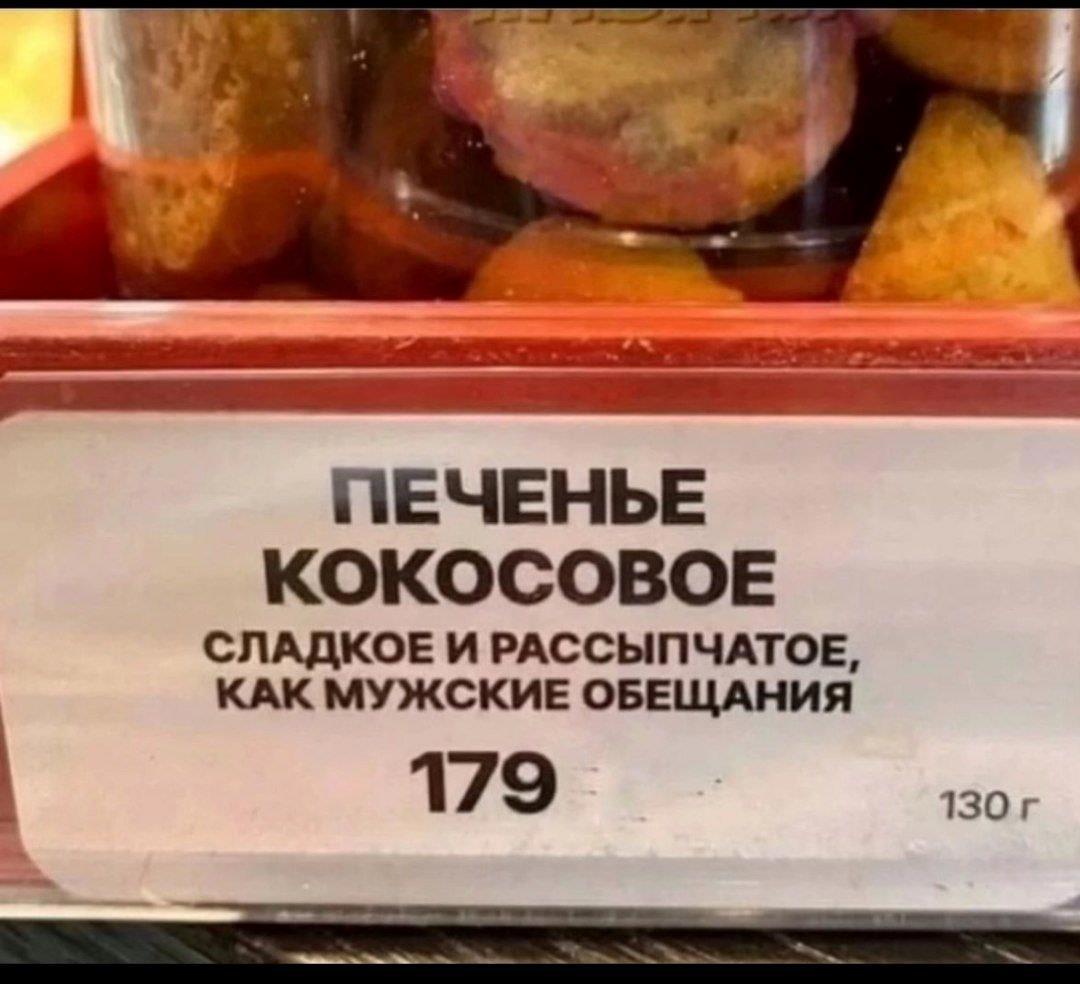 ПЕЧЕНЬЕ
КОКОСОВОЕ
СЛАДКОЕ И РАССЫПЧАТОЕ,
КАК МУЖСКИЕ ОБЕЩАНИЯ
179
130 г